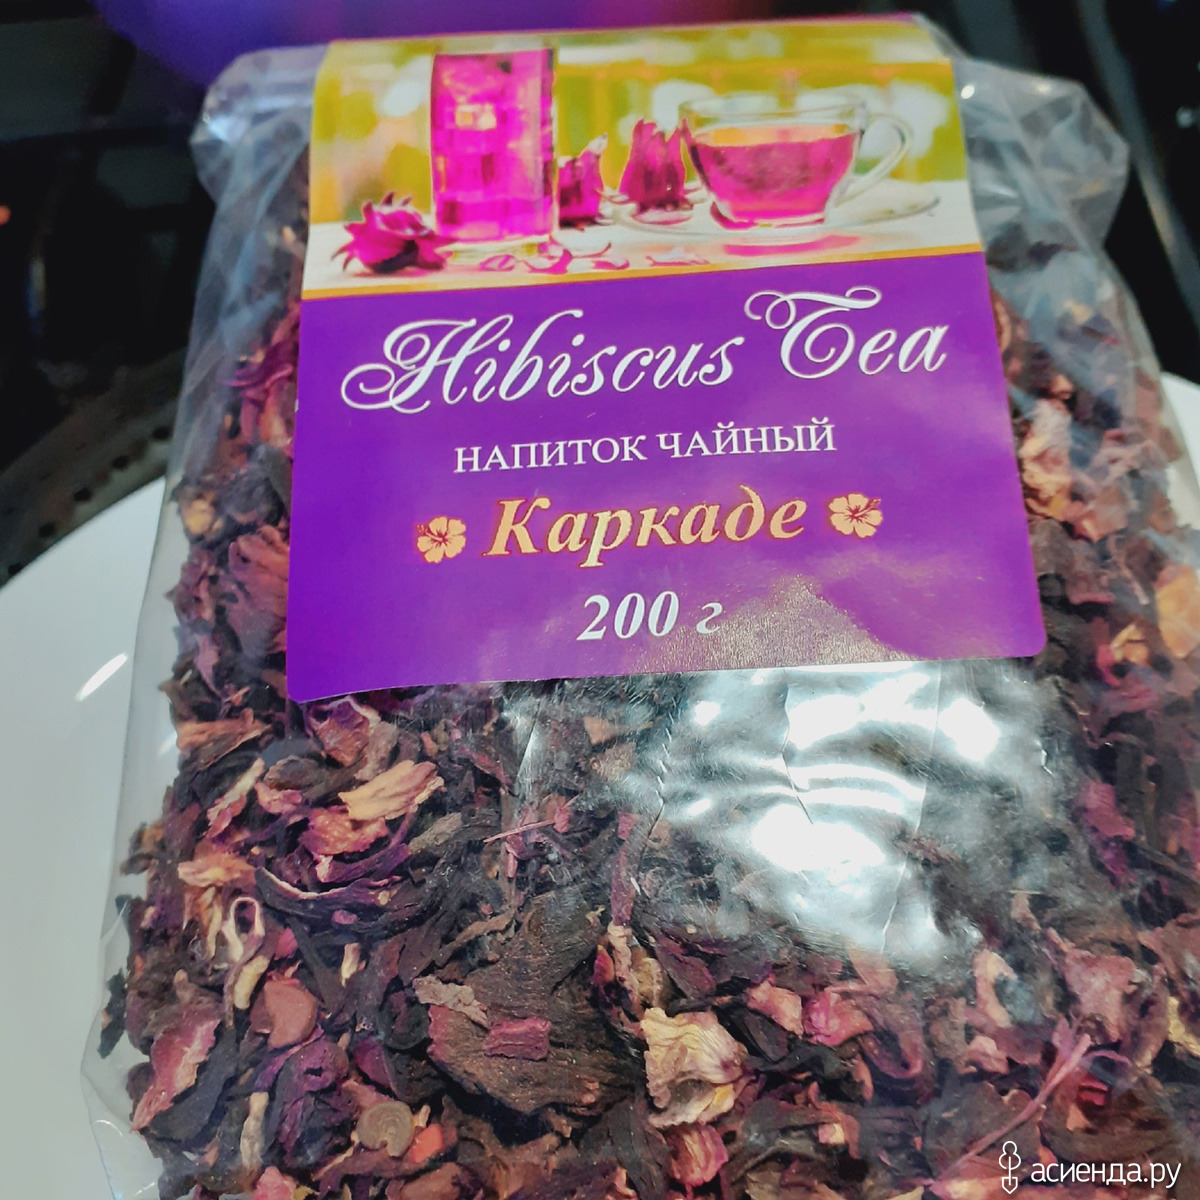 Hibiscus Tea
НАПИТОК ЧАЙНЫЙ
Каркаде
200 г
асиенда.ру